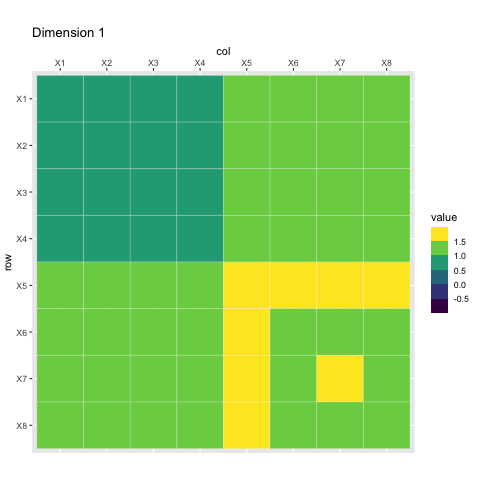 Dimension 1
col
X1 X2 X3 X4 X5 X6 X7 X8
row
X1
X2
X3
X4
X5
X6
X7
X8
value
1.5
1.0
0.5
0.0
-0.5